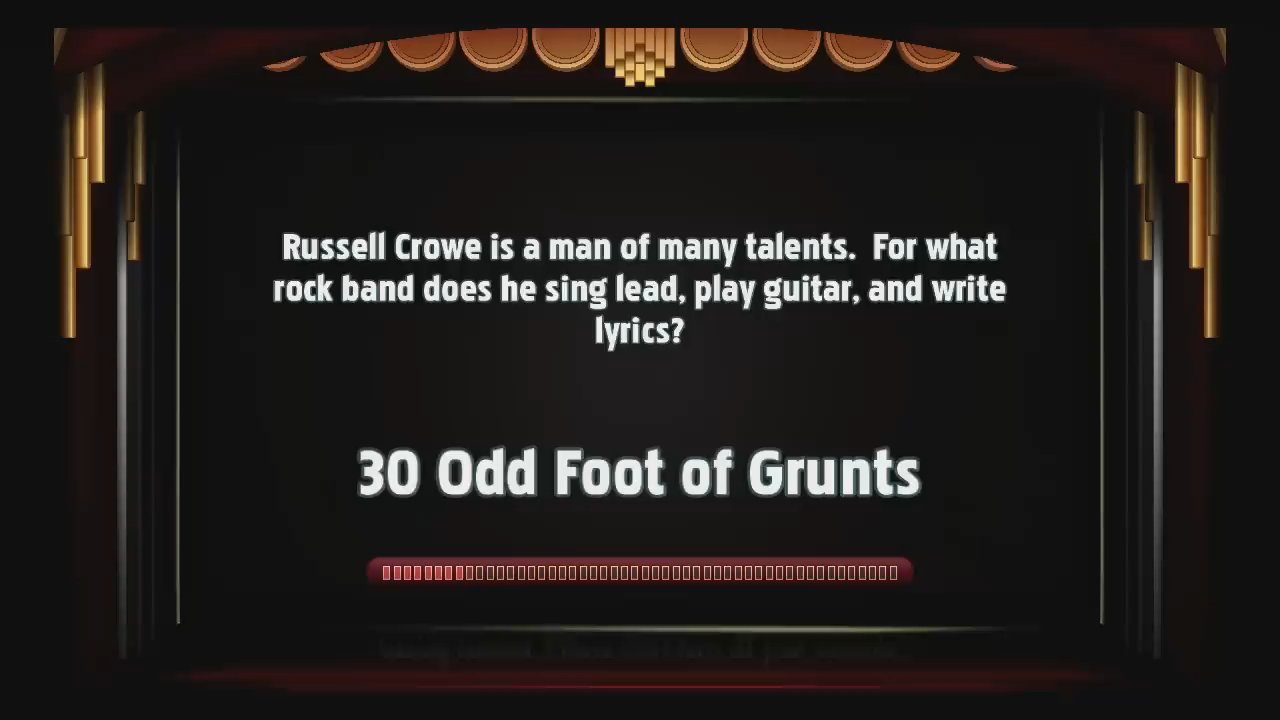 Russell Crowe is a man of many talents.  For what
rock band does he sing lead, play guitar, and write
lyrics?
30 Odd Foot of Grunts